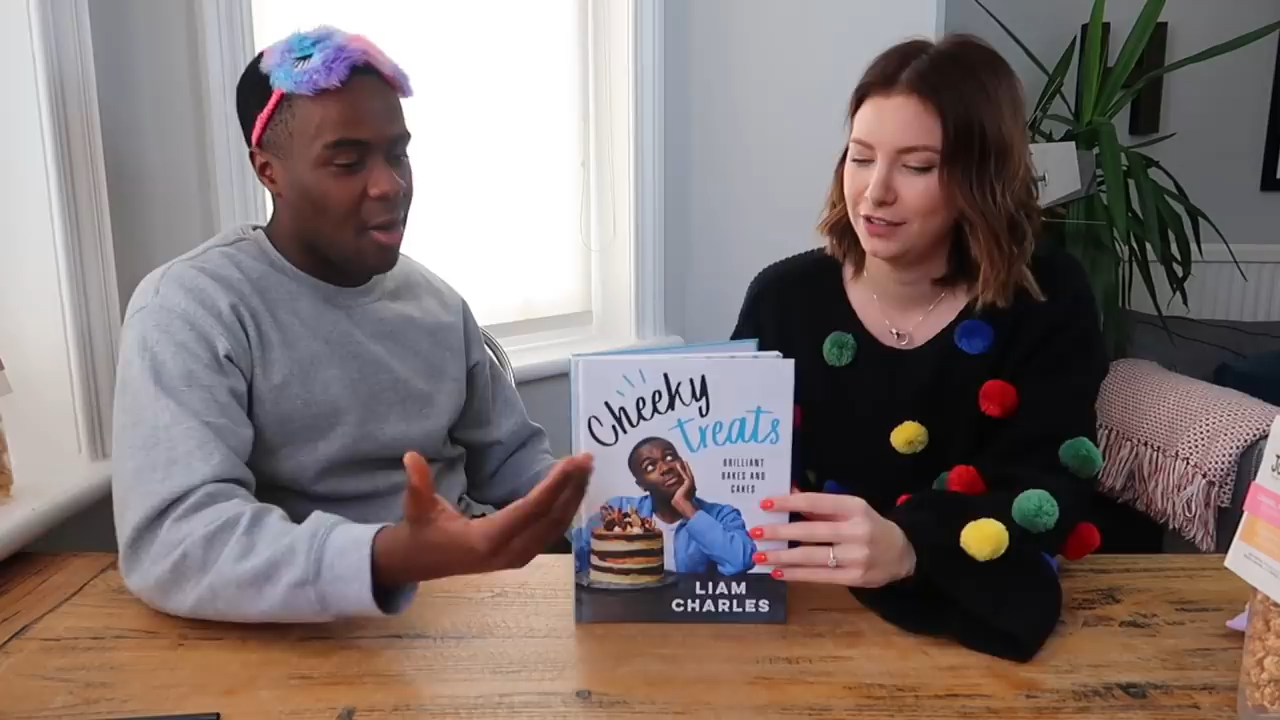 Cheeky
treats
BRILLIANT
BAKES AND
CAKES
LIAM
CHARLES